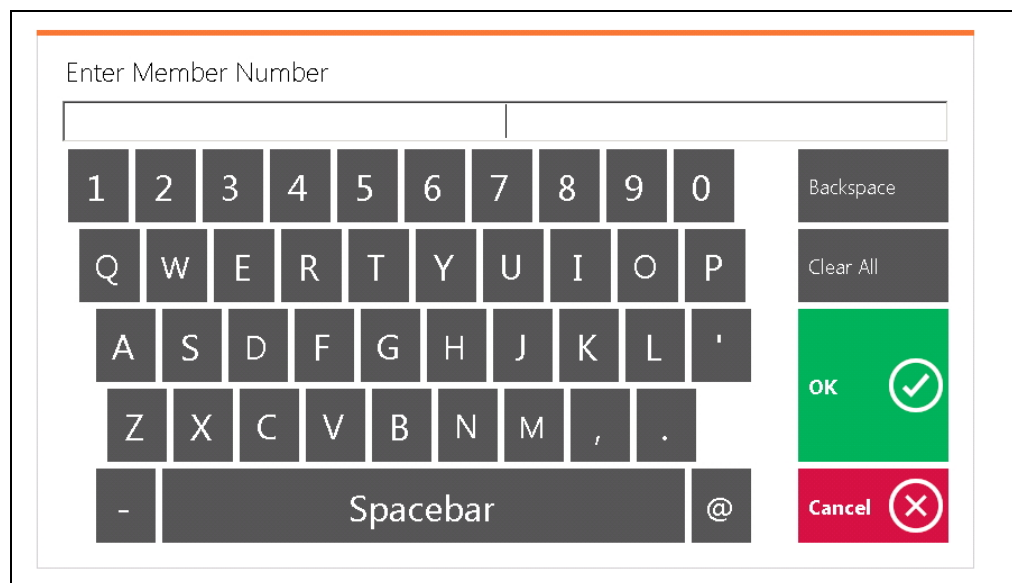 Enter Member Number
1 2 3 4 5 6 7 8 9 0 Backspace
Q W E R T Y U I O P Clear All
A S D F G H J K L '
OK
Z X C V B N M , .
- Spacebar @ Cancel